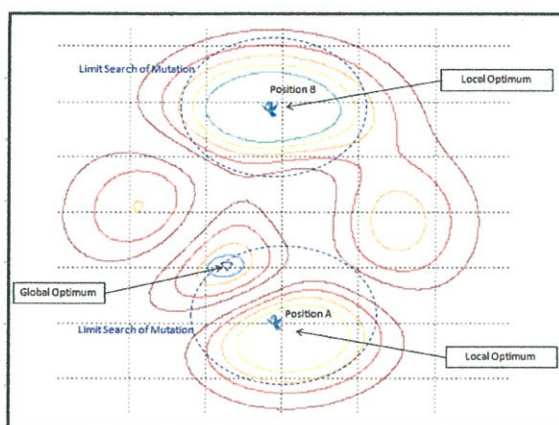 Limit Search of Mutation
Local Optimum
Position B
Global Optimum
Position A
Limit Search of Mutation
Local Optimum